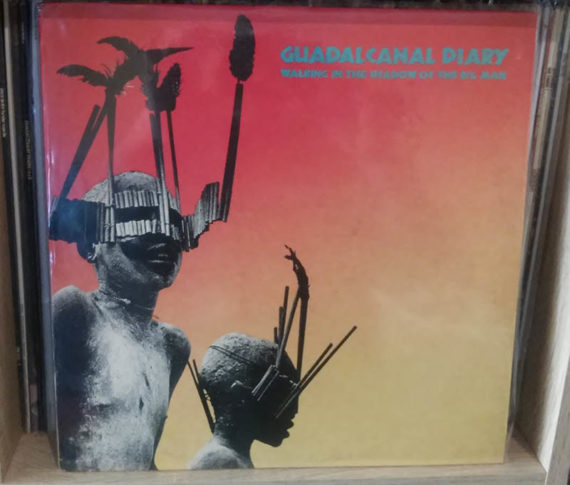 GUADALCANAL DIARY
WALKING IN THE SHADOW OF THE BIG MAN